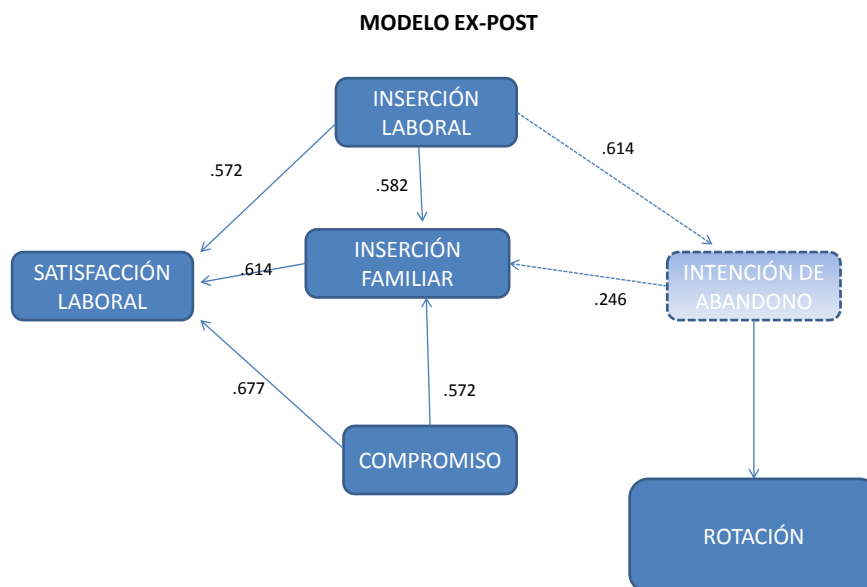 MODELO EX-POST
INSERCIÓN
LABORAL
.614
.572
.582
SATISFACCIÓN
LABORAL
.614
INSERCIÓN
FAMILIAR
.246
INTENCIÓN DE
ABANDONO
.677
.572
COMPROMISO
ROTACIÓN